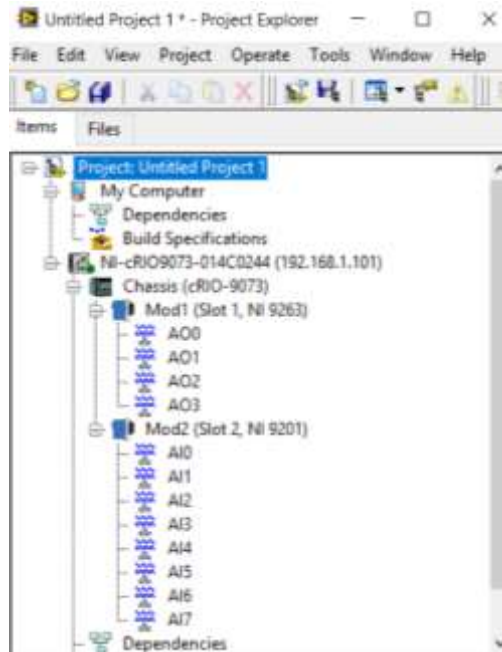 Untitled Project 1 * - Project Explorer
File Edit View Project Operate Tools Window Help
Items Files
Project: Untitled Project 1
My Computer
Dependencies
Build Specifications
NI-cRIO9073-014C0244 (192.168.1.101)
Chassis (cRIO-9073)
Mod1 (Slot 1, NI 9263)
AO0
AO1
AO2
AO3
Mod2 (Slot 2, NI 9201)
AI0
AI1
AI2
AI3
AI4
AI5
AI6
AI7
Dependencies